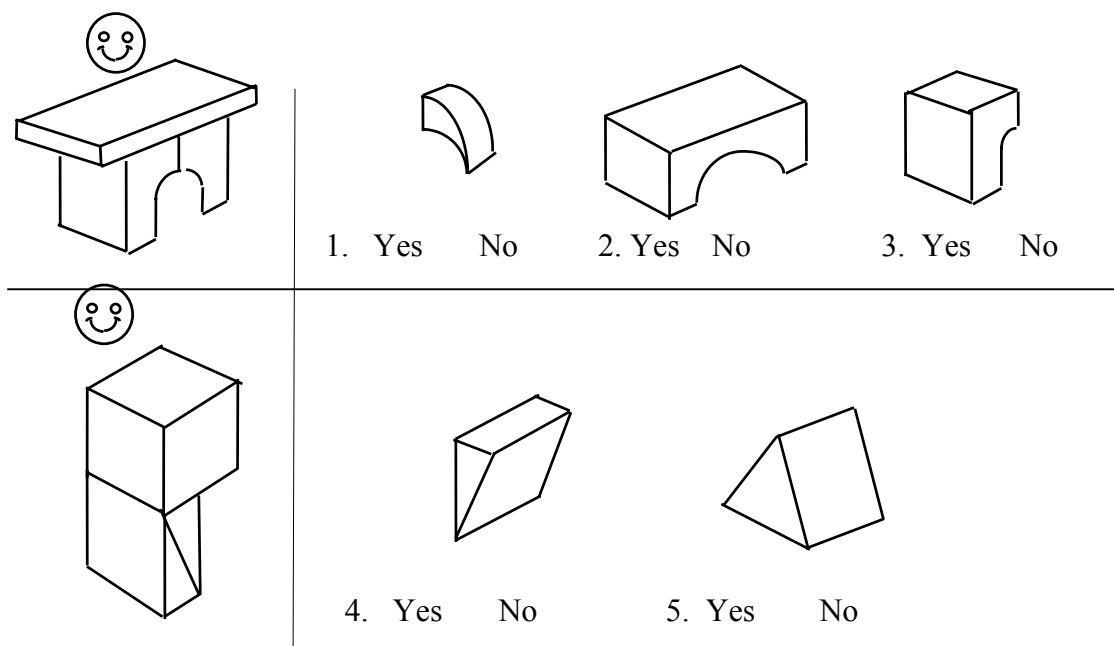 1. Yes No 2. Yes No 3. Yes No
4. Yes No 5. Yes No